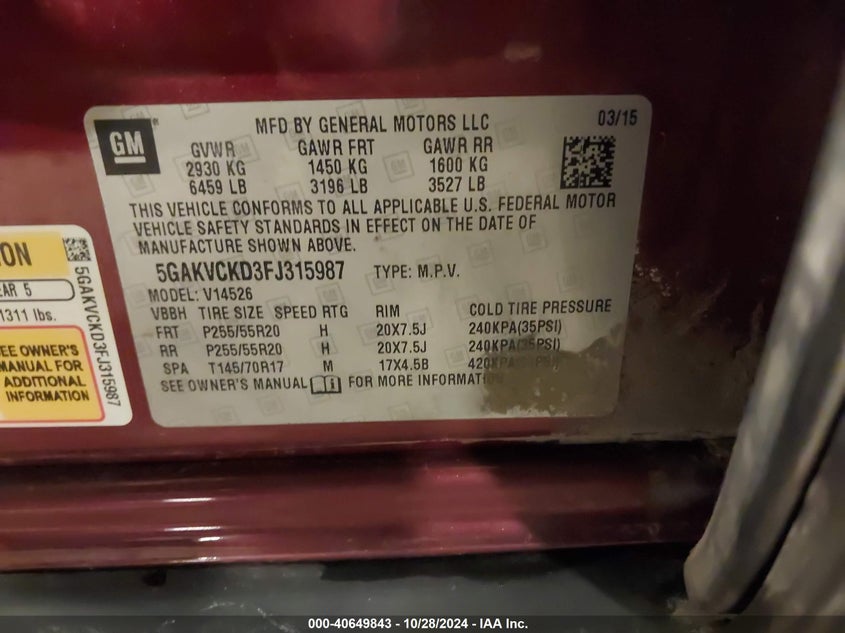 GM
MFD BY GENERAL MOTORS LLC 03/15
GVWR GAWR FRT GAWR RR
2930 KG 1450 KG 1600 KG
6459 LB 3196 LB 3527 LB
THIS VEHICLE CONFORMS TO ALL APPLICABLE U.S. FEDERAL MOTOR
VEHICLE SAFETY STANDARDS IN EFFECT ON THE DATE OF
MANUFACTURE SHOWN ABOVE.
5GAKVCKD3FJ315987 TYPE: M.P.V.
MODEL: V14526
VBBH TIRE SIZE SPEED RTG RIM COLD TIRE PRESSURE
FRT P255/55R20 H 20X7.5J 240KPA(35PSI)
RR P255/55R20 H 20X7.5J 240KPA(35PSI)
SPA T145/70R17 M 17X4.5B 420KPA
SEE OWNER'S MANUAL FOR MORE INFORMATION
ON
EAR 5
1311 lbs.
SEE OWNER'S
MANUAL FOR
ADDITIONAL
INFORMATION
5GAKVCKD3FJ315987
000-40649843 / 10/28/2024 - IAA Inc.